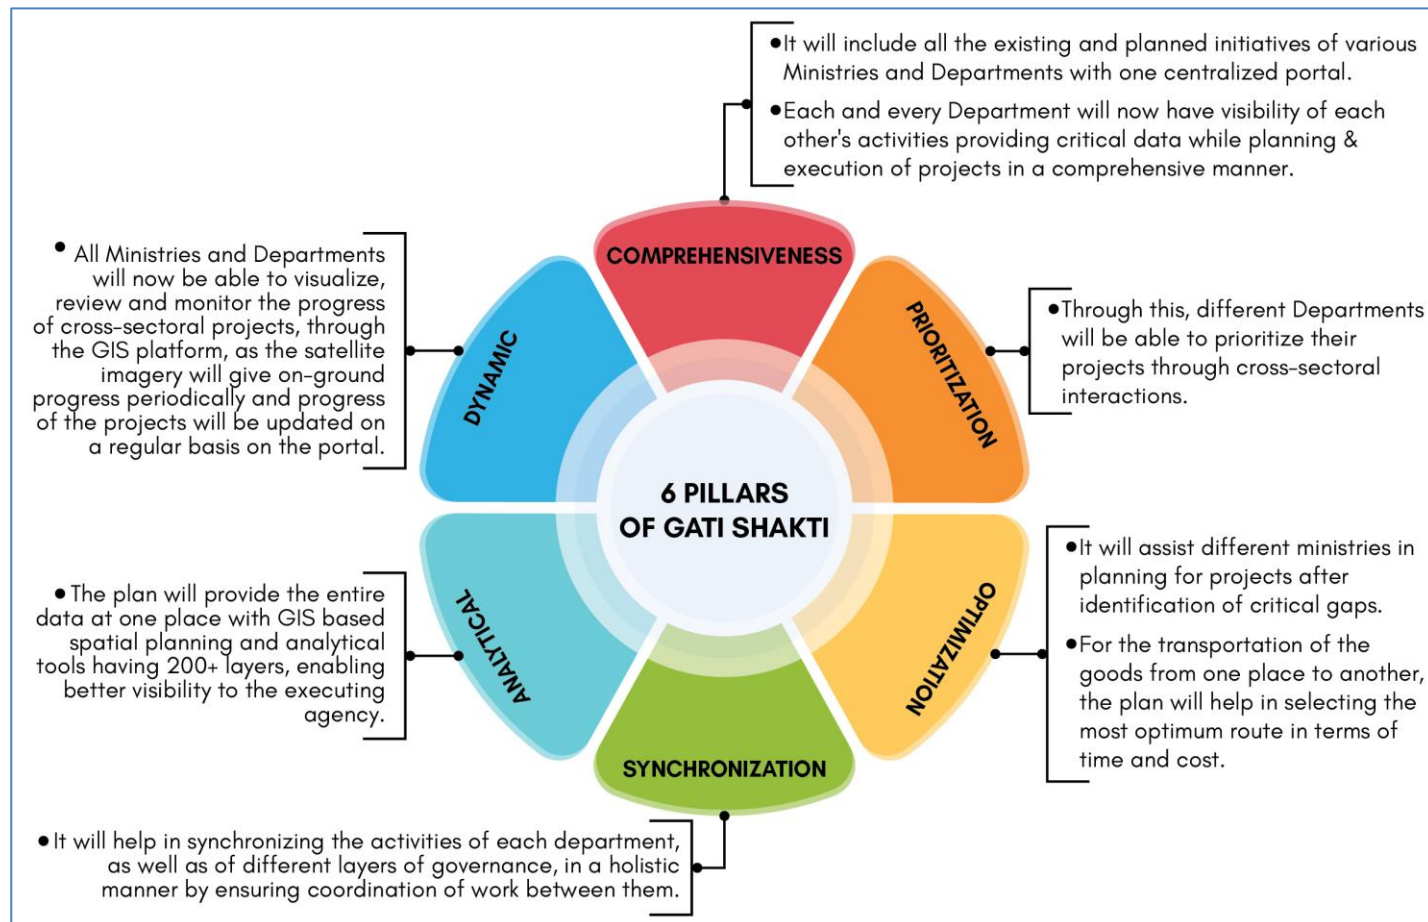 •It will include all the existing and planned initiatives of various
Ministries and Departments with one centralized portal.
•Each and every Department will now have visibility of each
other's activities providing critical data while planning &
execution of projects in a comprehensive manner.
COMPREHENSIVENESS
PRIORITIZATION
•Through this, different Departments
will be able to prioritize their
projects through cross-sectoral
interactions.
OPTIMIZATION
•It will assist different ministries in
planning for projects after
identification of critical gaps.
•For the transportation of the
goods from one place to another,
the plan will help in selecting the
most optimum route in terms of
time and cost.
SYNCHRONIZATION
•It will help in synchronizing the activities of each department,
as well as of different layers of governance, in a holistic
manner by ensuring coordination of work between them.
ANALYTICAL
•The plan will provide the entire
data at one place with GIS based
spatial planning and analytical
tools having 200+ layers, enabling
better visibility to the executing
agency.
DYNAMIC
• All Ministries and Departments
will now be able to visualize,
review and monitor the progress
of cross-sectoral projects, through
the GIS platform, as the satellite
imagery will give on-ground
progress periodically and progress
of the projects will be updated on
a regular basis on the portal.
6 PILLARS
OF GATI SHAKTI